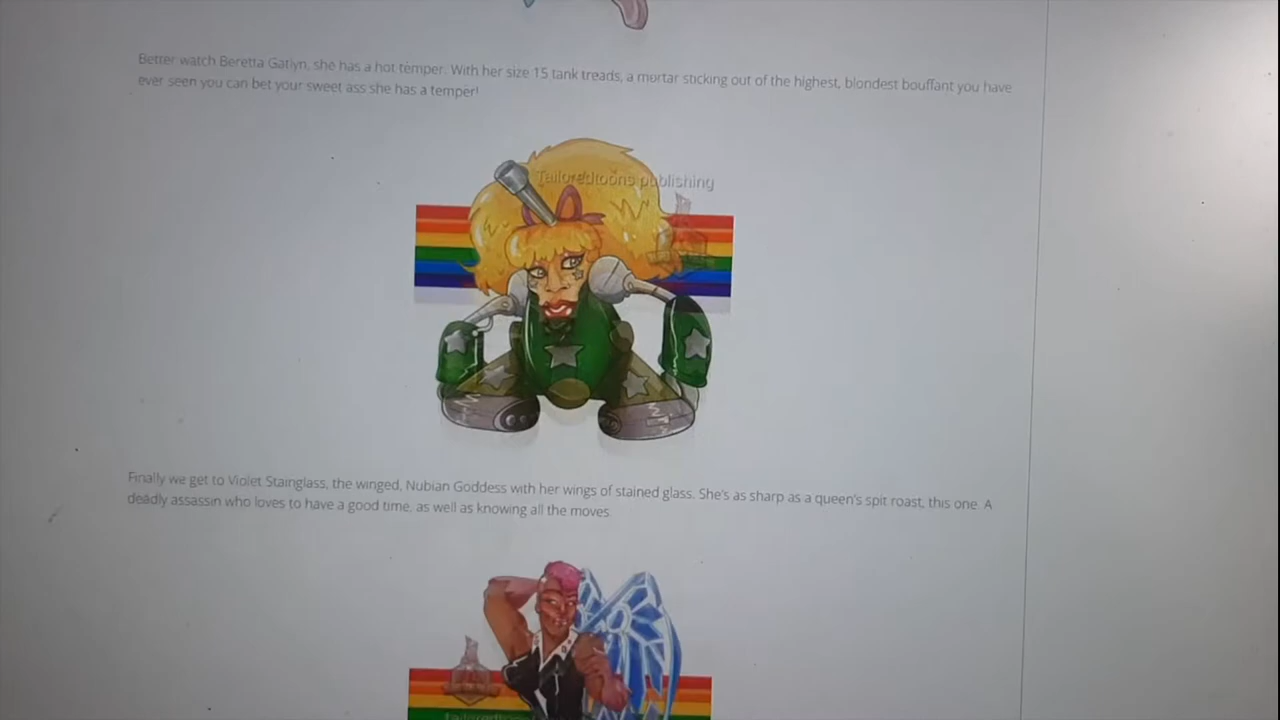 Better watch Beretta Gatlyn, she has a hot temper. With her size 15 tank treads, a mortar sticking out of the highest, blondest bouffant you have
ever seen you can bet your sweet ass she has a temper!
Tailoredtoons publishing
Finally we get to Violet Stainglass, the winged, Nubian Goddess with her wings of stained glass. She's as sharp as a queen's spit roast, this one. A
deadly assassin who loves to have a good time, as well as knowing all the moves.